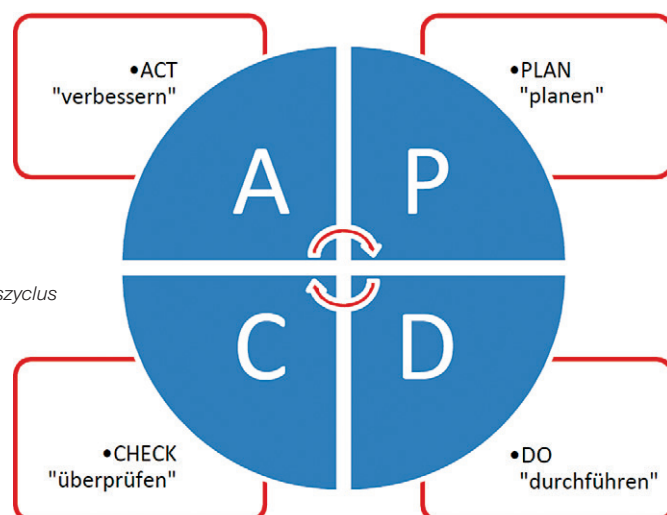 •ACT
"verbessern"
•PLAN
"planen"
A
P
szyclus
C
D
•CHECK
"überprüfen"
•DO
"durchführen"